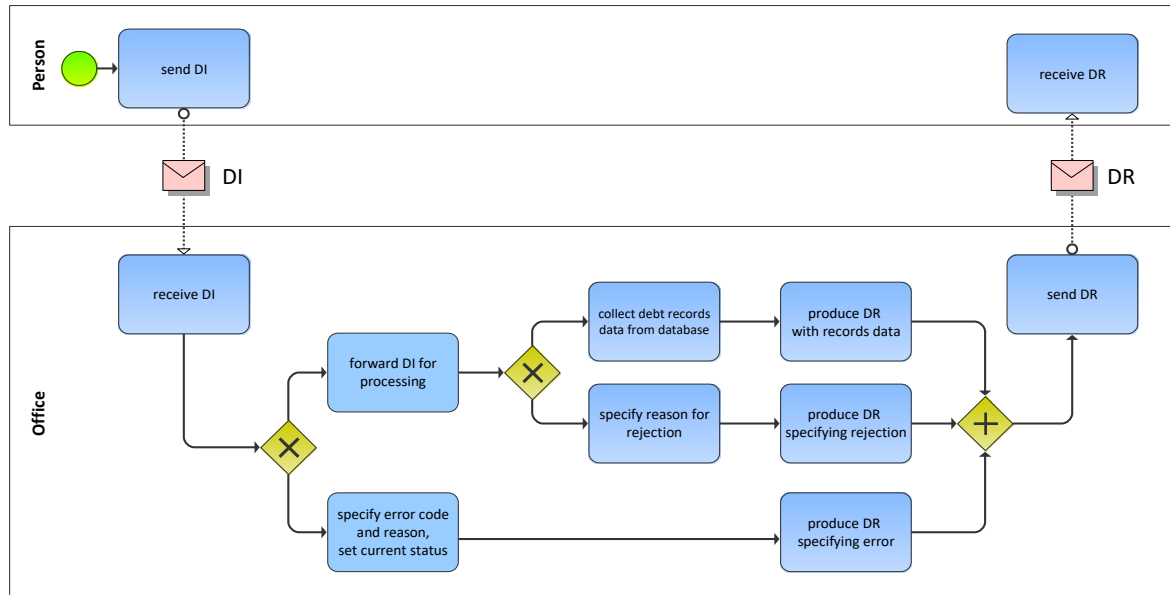 Person
send DI
receive DR
DI
DR
Office
receive DI
send DR
collect debt records
data from database
produce DR
with records data
forward DI for
processing
specify reason for
rejection
produce DR
specifying rejection
specify error code
and reason,
set current status
produce DR
specifying error